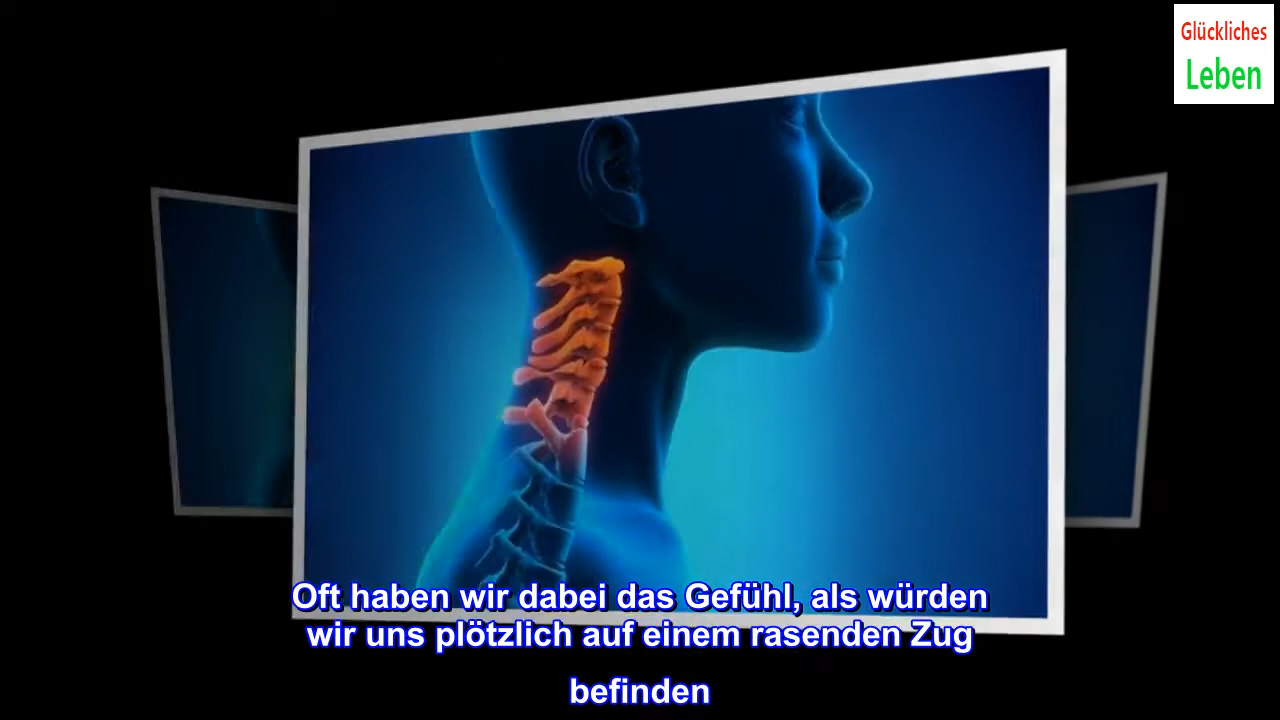 Glückliches
Leben
Oft haben wir dabei das Gefühl, als würden
wir uns plötzlich auf einem rasenden Zug
befinden